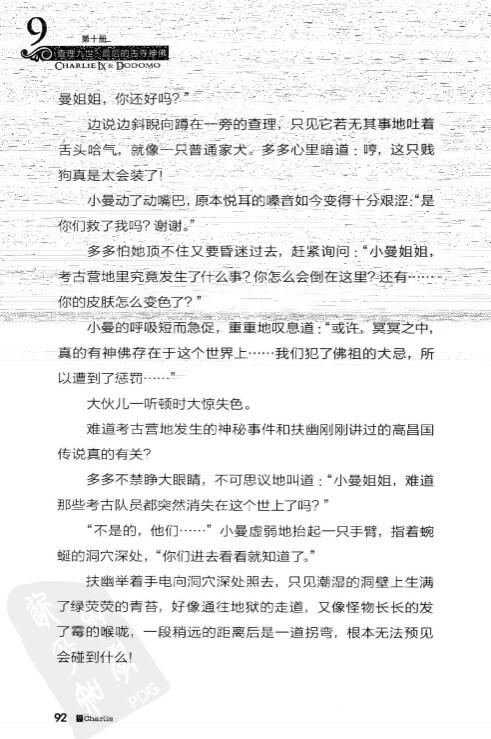 9
第十册
查理九世·最后的古寺神佛
CHARLIE IX & DODOMO
曼姐姐，你还好吗？”
边说边斜睨向蹲在一旁的查理，只见它若无其事地吐着
舌头哈气，就像一只普通家犬。多多心里暗道：哼，这只贱
狗真是太会装了！
小曼动了动嘴巴，原本悦耳的嗓音如今变得十分艰涩：“是
你们救了我吗？谢谢。”
多多怕她顶不住又要昏迷过去，赶紧询问：“小曼姐姐，
考古营地里究竟发生了什么事？你怎么会倒在这里？还有……
你的皮肤怎么变色了？”
小曼的呼吸短而急促，重重地叹息道：“或许，冥冥之中，
真的有神佛存在于这个世界上……我们犯了佛祖的大忌，所
以遭到了惩罚……”
大伙儿一听顿时大惊失色。
难道考古营地发生的神秘事件和扶幽刚刚讲过的高昌国
传说真的有关？
多多不禁睁大眼睛，不可思议地叫道：“小曼姐姐，难道
那些考古队员都突然消失在这个世上了吗？”
“不是的，他们……”小曼虚弱地抬起一只手臂，指着蜿
蜒的洞穴深处，“你们进去看看就知道了。”
扶幽举着手电向洞穴深处照去，只见潮湿的洞壁上生满
了绿荧荧的青苔，好像通往地狱的走道，又像怪物长长的发
了霉的喉咙，一段稍远的距离后是一道拐弯，根本无法预见
会碰到什么！
PDG
92 Charlie